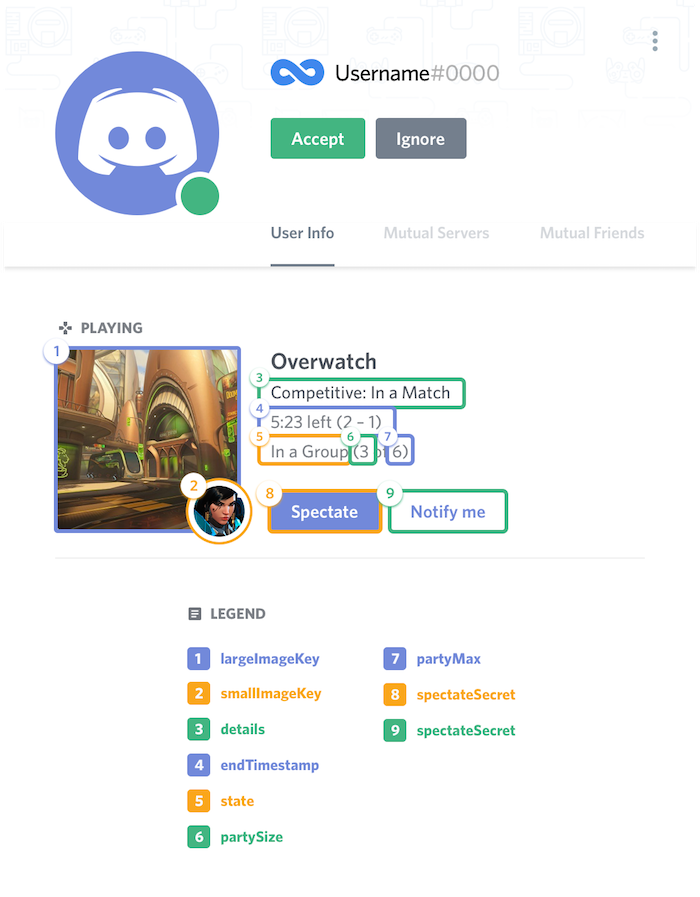 Username#0000
Accept Ignore
User Info Mutual Servers Mutual Friends
PLAYING
1
Overwatch
3
Competitive: In a Match
4
5:23 left (2 – 1)
5 6 7
In a Group (3 of 6)
2 8 9
Spectate Notify me
LEGEND
1 largeImageKey 7 partyMax
2 smallImageKey 8 spectateSecret
3 details 9 spectateSecret
4 endTimestamp
5 state
6 partySize